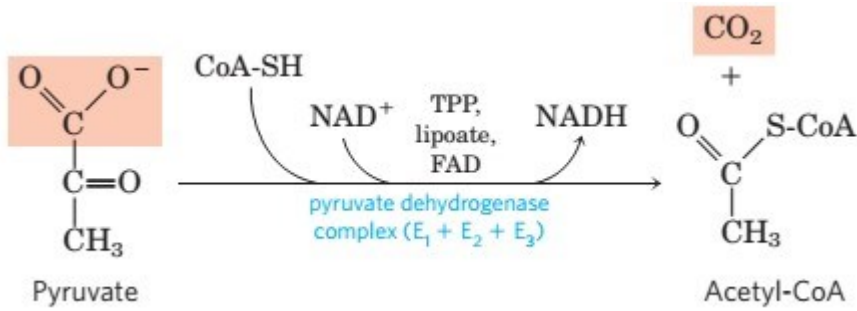 O
O⁻
C
C=O
CH₃
Pyruvate
CoA-SH
NAD⁺
TPP,
lipoate,
FAD
NADH
pyruvate dehydrogenase
complex (E₁ + E₂ + E₃)
CO₂
+
O
S-CoA
C
CH₃
Acetyl-CoA